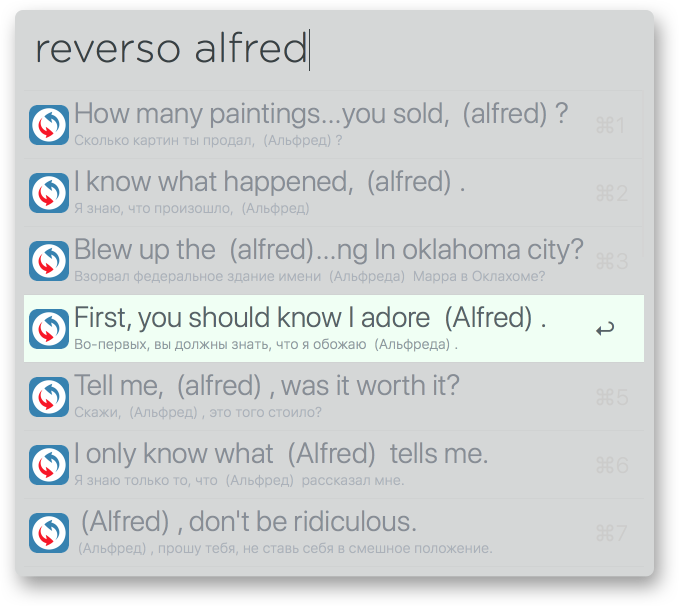 reverso alfred
How many paintings...you sold,  (alfred) ?
⌘1
Сколько картин ты продал,  (Альфред) ?
I know what happened,  (alfred) .
⌘2
Я знаю, что произошло,  (Альфред)
Blew up the  (alfred)...ng In oklahoma city?
⌘3
Взорвал федеральное здание имени  (Альфреда)  Марра в Оклахоме?
First, you should know I adore  (Alfred) .
↩
Во-первых, вы должны знать, что я обожаю  (Альфреда) .
Tell me,  (alfred) , was it worth it?
⌘5
Скажи,  (Альфред) , это того стоило?
I only know what  (Alfred)  tells me.
⌘6
Я знаю только то, что  (Альфред)  рассказал мне.
(Alfred) , don't be ridiculous.
⌘7
(Альфред) , прошу тебя, не ставь себя в смешное положение.